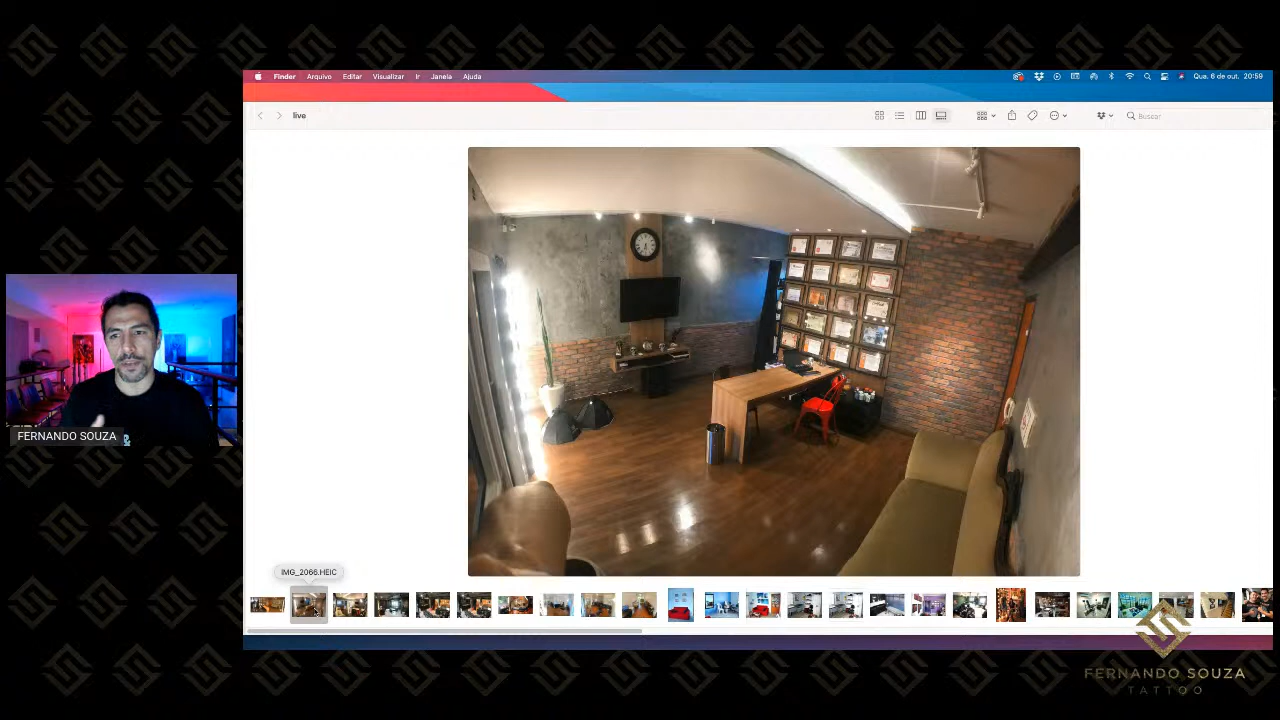 Finder Arquivo Editar Visualizar Ir Janela Ajuda
Qua. 6 de out. 20:59
live
Buscar
FERNANDO SOUZA
IMG_2066.HEIC
FERNANDO SOUZA
TATTOO